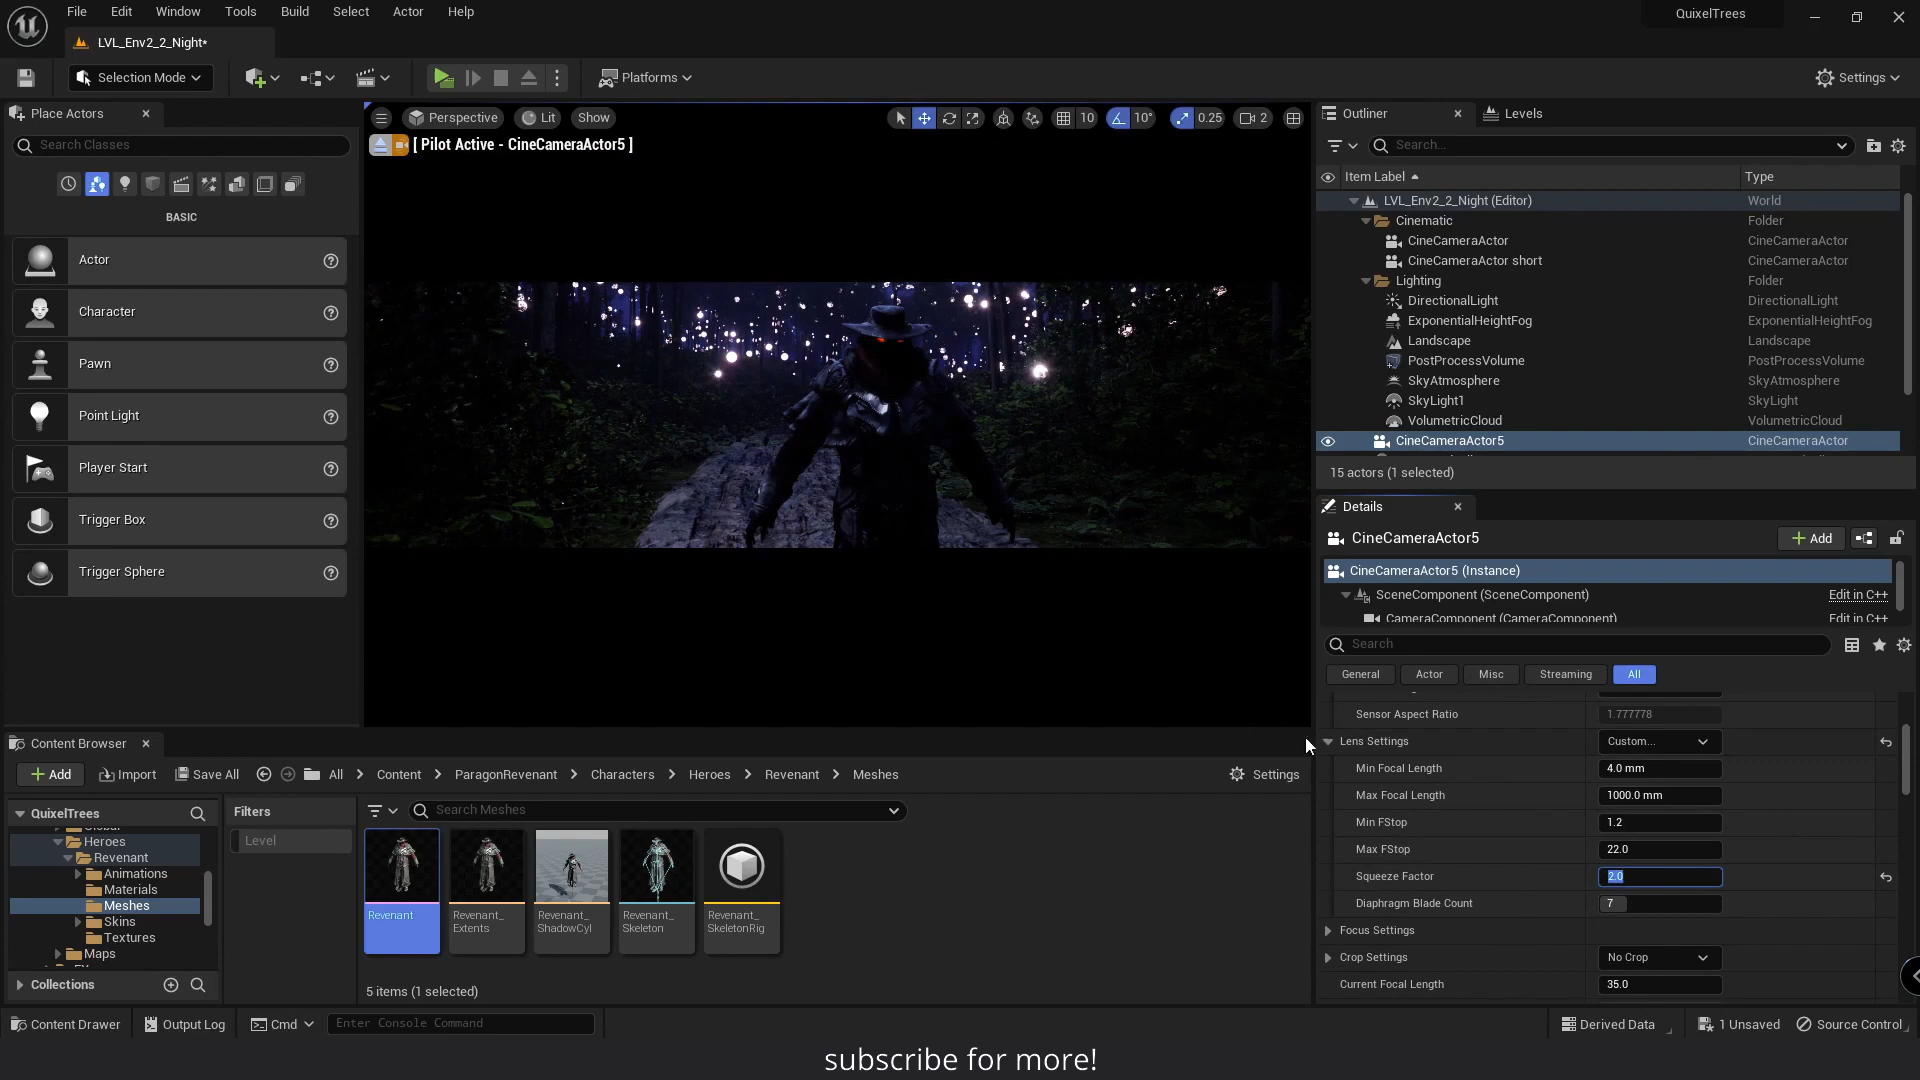 File Edit Window Tools Build Select Actor Help
QuixelTrees
LVL_Env2_2_Night*
Selection Mode
Platforms
Settings
Place Actors
Search Classes
BASIC
Actor
Character
Pawn
Point Light
Player Start
Trigger Box
Trigger Sphere
Perspective Lit Show
10 10° 0.25 2
[ Pilot Active - CineCameraActor5 ]
Outliner Levels
Search...
Item Label Type
LVL_Env2_2_Night (Editor) World
Cinematic Folder
CineCameraActor CineCameraActor
CineCameraActor short CineCameraActor
Lighting Folder
DirectionalLight DirectionalLight
ExponentialHeightFog ExponentialHeightFog
Landscape Landscape
PostProcessVolume PostProcessVolume
SkyAtmosphere SkyAtmosphere
SkyLight1 SkyLight
VolumetricCloud VolumetricCloud
CineCameraActor5 CineCameraActor
15 actors (1 selected)
Details
CineCameraActor5
Add
CineCameraActor5 (Instance)
SceneComponent (SceneComponent) Edit in C++
CameraComponent (CameraComponent) Edit in C++
Search
General Actor Misc Streaming All
Sensor Aspect Ratio 1.777778
Lens Settings Custom...
Min Focal Length 4.0 mm
Max Focal Length 1000.0 mm
Min FStop 1.2
Max FStop 22.0
Squeeze Factor 2.0
Diaphragm Blade Count 7
Focus Settings
Crop Settings No Crop
Current Focal Length 35.0
Content Browser
Add Import Save All All Content ParagonRevenant Characters Heroes Revenant Meshes Settings
QuixelTrees
Heroes
Revenant
Animations
Materials
Meshes
Skins
Textures
Maps
Collections
Filters
Level
Search Meshes
Revenant
Revenant_
Extents
Revenant_
ShadowCyl
Revenant_
Skeleton
Revenant_
SkeletonRig
5 items (1 selected)
Content Drawer Output Log Cmd Enter Console Command
Derived Data 1 Unsaved Source Control
subscribe for more!